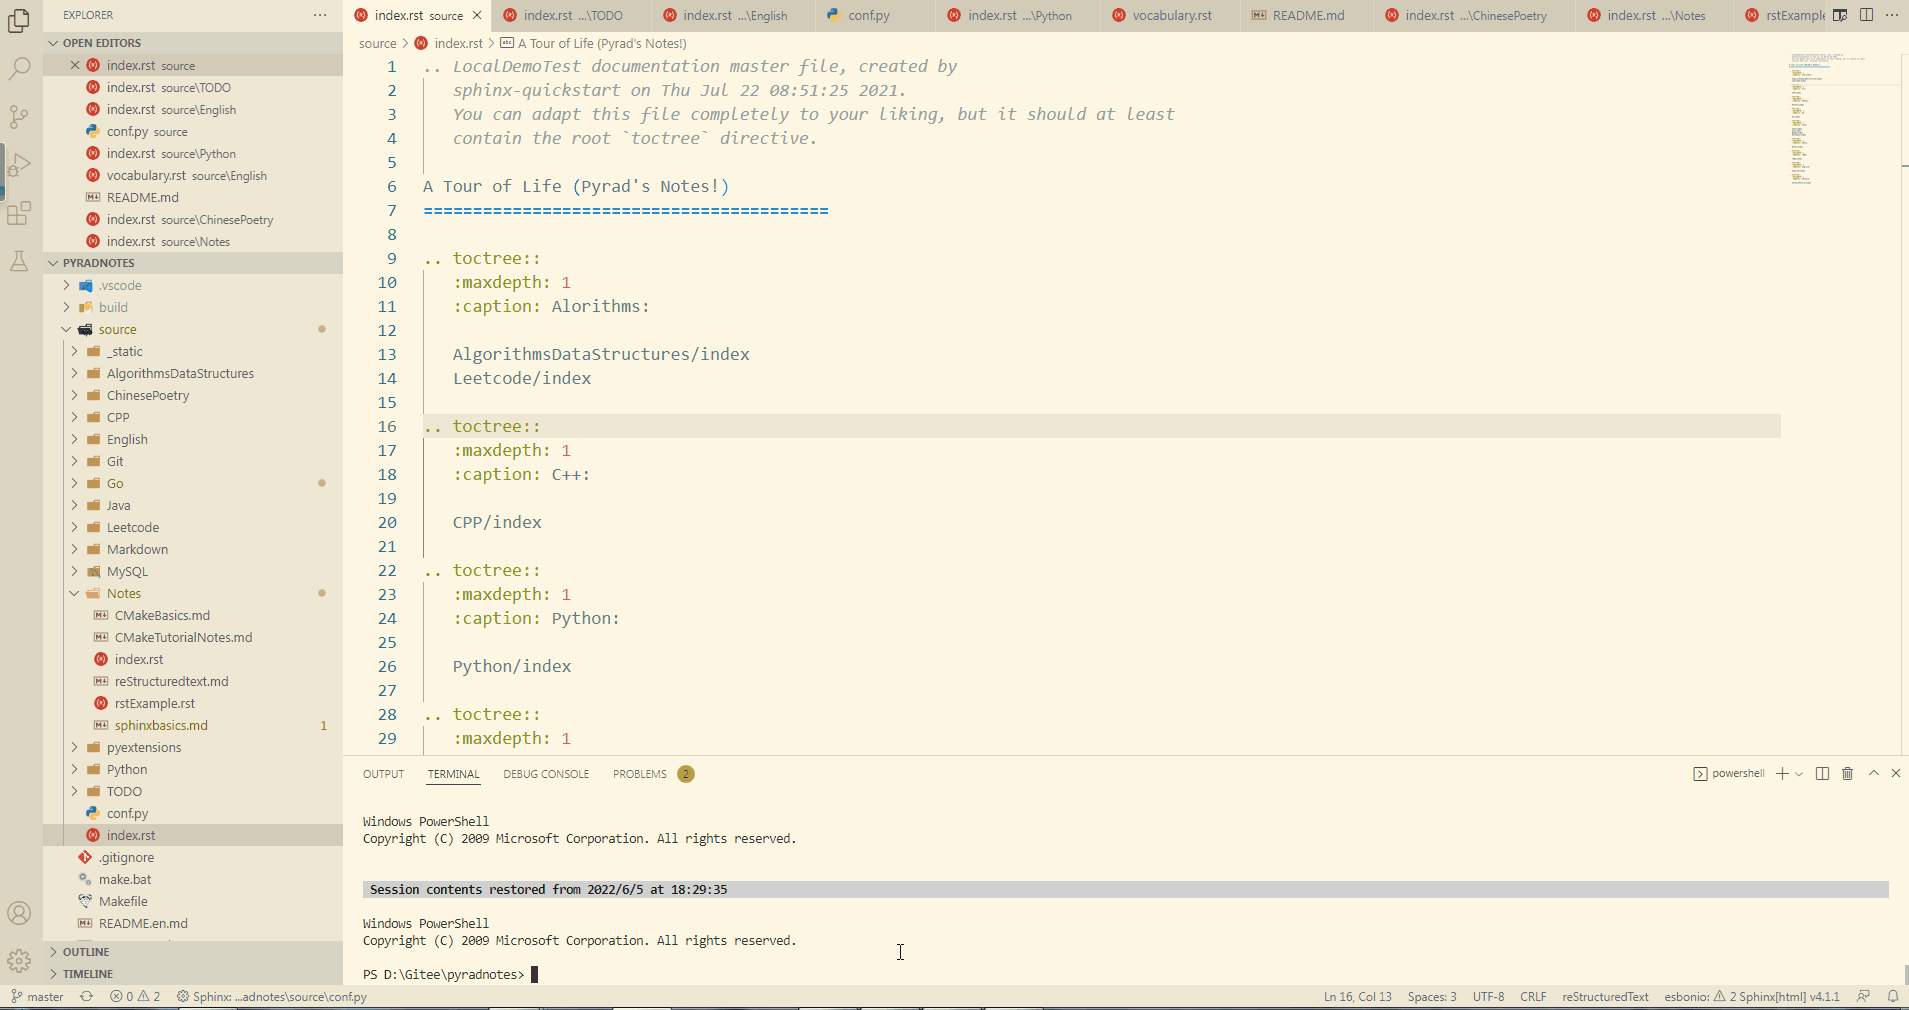 EXPLORER
OPEN EDITORS
index.rst source
index.rst source\TODO
index.rst source\English
conf.py source
index.rst source\Python
vocabulary.rst source\English
README.md
index.rst source\ChinesePoetry
index.rst source\Notes
PYRADNOTES
.vscode
build
source
_static
AlgorithmsDataStructures
ChinesePoetry
CPP
English
Git
Go
Java
Leetcode
Markdown
MySQL
Notes
CMakeBasics.md
CMakeTutorialNotes.md
index.rst
reStructuredtext.md
rstExample.rst
sphinxbasics.md 1
pyextensions
Python
TODO
conf.py
index.rst
.gitignore
make.bat
Makefile
README.en.md
OUTLINE
TIMELINE
index.rst source index.rst ...\TODO index.rst ...\English conf.py index.rst ...\Python vocabulary.rst README.md index.rst ...\ChinesePoetry index.rst ...\Notes rstExample
source > index.rst > A Tour of Life (Pyrad's Notes!)
1 .. LocalDemoTest documentation master file, created by
2 sphinx-quickstart on Thu Jul 22 08:51:25 2021.
3 You can adapt this file completely to your liking, but it should at least
4 contain the root `toctree` directive.
5
6 A Tour of Life (Pyrad's Notes!)
7 =========================================
8
9 .. toctree::
10 :maxdepth: 1
11 :caption: Alorithms:
12
13 AlgorithmsDataStructures/index
14 Leetcode/index
15
16 .. toctree::
17 :maxdepth: 1
18 :caption: C++:
19
20 CPP/index
21
22 .. toctree::
23 :maxdepth: 1
24 :caption: Python:
25
26 Python/index
27
28 .. toctree::
29 :maxdepth: 1
OUTPUT TERMINAL DEBUG CONSOLE PROBLEMS 2 powershell
Windows PowerShell
Copyright (C) 2009 Microsoft Corporation. All rights reserved.
Session contents restored from 2022/6/5 at 18:29:35
Windows PowerShell
Copyright (C) 2009 Microsoft Corporation. All rights reserved.
PS D:\Gitee\pyradnotes>
master 0 2 Sphinx: ...adnotes\source\conf.py Ln 16, Col 13 Spaces: 3 UTF-8 CRLF reStructuredText esbonio: 2 Sphinx[html] v4.1.1